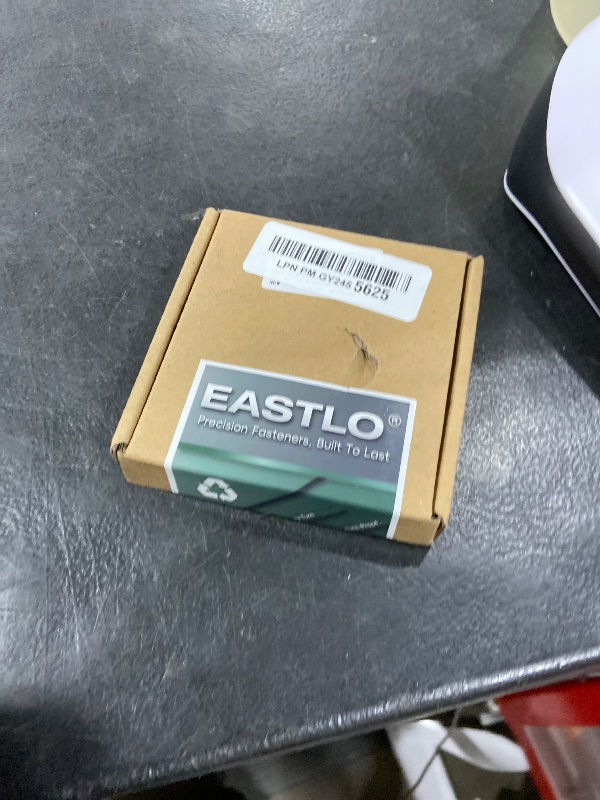 LPN PM GY245 5625
EASTLO®
Precision Fasteners, Built To Last